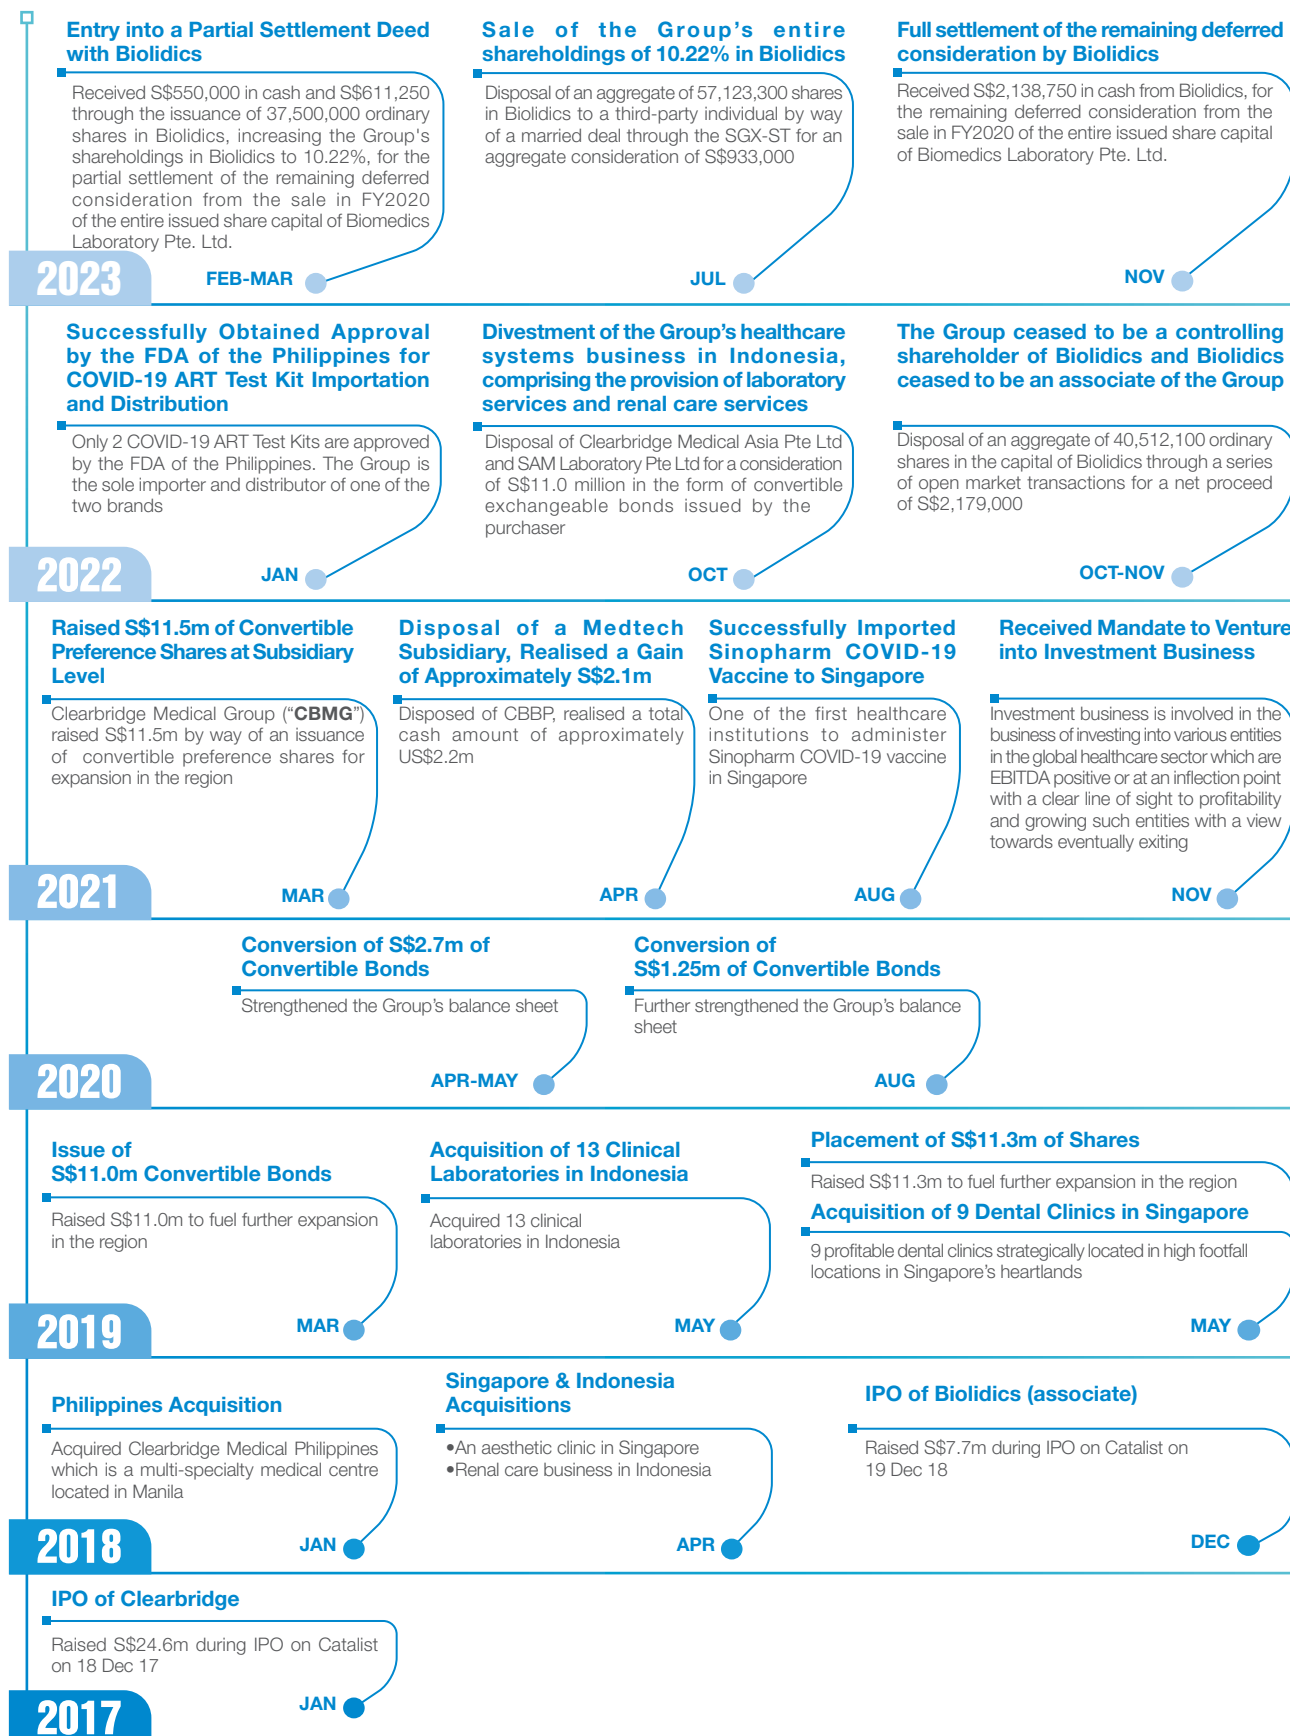 Entry into a Partial Settlement Deed
with Biolidics
Received S$550,000 in cash and S$611,250
through the issuance of 37,500,000 ordinary
shares in Biolidics, increasing the Group's
shareholdings in Biolidics to 10.22%, for the
partial settlement of the remaining deferred
consideration from the sale in FY2020
of the entire issued share capital of Biomedics
Laboratory Pte. Ltd.
FEB-MAR
Sale of the Group's entire
shareholdings of 10.22% in Biolidics
Disposal of an aggregate of 57,123,300 shares
in Biolidics to a third-party individual by way
of a married deal through the SGX-ST for an
aggregate consideration of S$933,000
JUL
Full settlement of the remaining deferred
consideration by Biolidics
Received S$2,138,750 in cash from Biolidics, for
the remaining deferred consideration from the
sale in FY2020 of the entire issued share capital
of Biomedics Laboratory Pte. Ltd.
NOV
2023
Successfully Obtained Approval
by the FDA of the Philippines for
COVID-19 ART Test Kit Importation
and Distribution
Only 2 COVID-19 ART Test Kits are approved
by the FDA of the Philippines. The Group is
the sole importer and distributor of one of the
two brands
JAN
Divestment of the Group's healthcare
systems business in Indonesia,
comprising the provision of laboratory
services and renal care services
Disposal of Clearbridge Medical Asia Pte Ltd
and SAM Laboratory Pte Ltd for a consideration
of S$11.0 million in the form of convertible
exchangeable bonds issued by the
purchaser
OCT
The Group ceased to be a controlling
shareholder of Biolidics and Biolidics
ceased to be an associate of the Group
Disposal of an aggregate of 40,512,100 ordinary
shares in the capital of Biolidics through a series
of open market transactions for a net proceed
of S$2,179,000
OCT-NOV
2022
Raised S$11.5m of Convertible
Preference Shares at Subsidiary
Level
Clearbridge Medical Group (“CBMG”)
raised S$11.5m by way of an issuance
of convertible preference shares for
expansion in the region
MAR
Disposal of a Medtech
Subsidiary, Realised a Gain
of Approximately S$2.1m
Disposed of CBBP, realised a total
cash amount of approximately
US$2.2m
APR
Successfully Imported
Sinopharm COVID-19
Vaccine to Singapore
One of the first healthcare
institutions to administer
Sinopharm COVID-19 vaccine
in Singapore
AUG
Received Mandate to Venture
into Investment Business
Investment business is involved in the
business of investing into various entities
in the global healthcare sector which are
EBITDA positive or at an inflection point
with a clear line of sight to profitability
and growing such entities with a view
towards eventually exiting
NOV
2021
Conversion of S$2.7m of
Convertible Bonds
Strengthened the Group's balance sheet
APR-MAY
Conversion of
S$1.25m of Convertible Bonds
Further strengthened the Group's balance
sheet
AUG
2020
Issue of
S$11.0m Convertible Bonds
Raised S$11.0m to fuel further expansion
in the region
MAR
Acquisition of 13 Clinical
Laboratories in Indonesia
Acquired 13 clinical
laboratories in Indonesia
MAY
Placement of S$11.3m of Shares
Raised S$11.3m to fuel further expansion in the region
Acquisition of 9 Dental Clinics in Singapore
9 profitable dental clinics strategically located in high footfall
locations in Singapore's heartlands
MAY
2019
Philippines Acquisition
Acquired Clearbridge Medical Philippines
which is a multi-specialty medical centre
located in Manila
JAN
Singapore & Indonesia
Acquisitions
•An aesthetic clinic in Singapore
•Renal care business in Indonesia
APR
IPO of Biolidics (associate)
Raised S$7.7m during IPO on Catalist on
19 Dec 18
DEC
2018
IPO of Clearbridge
Raised S$24.6m during IPO on Catalist
on 18 Dec 17
JAN
2017